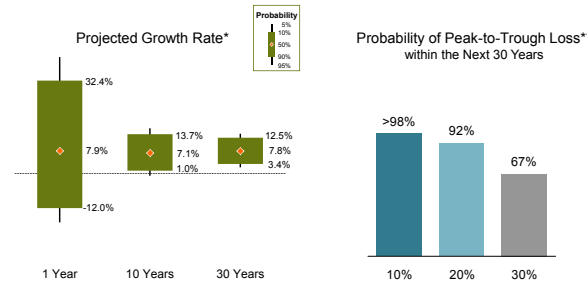 Projected Growth Rate*
Probability
5%
10%
50%
90%
95%
32.4%
7.9%
-12.0%
13.7%
7.1%
1.0%
12.5%
7.8%
3.4%
1 Year
10 Years
30 Years
Probability of Peak-to-Trough Loss*
within the Next 30 Years
>98%
92%
67%
10%
20%
30%